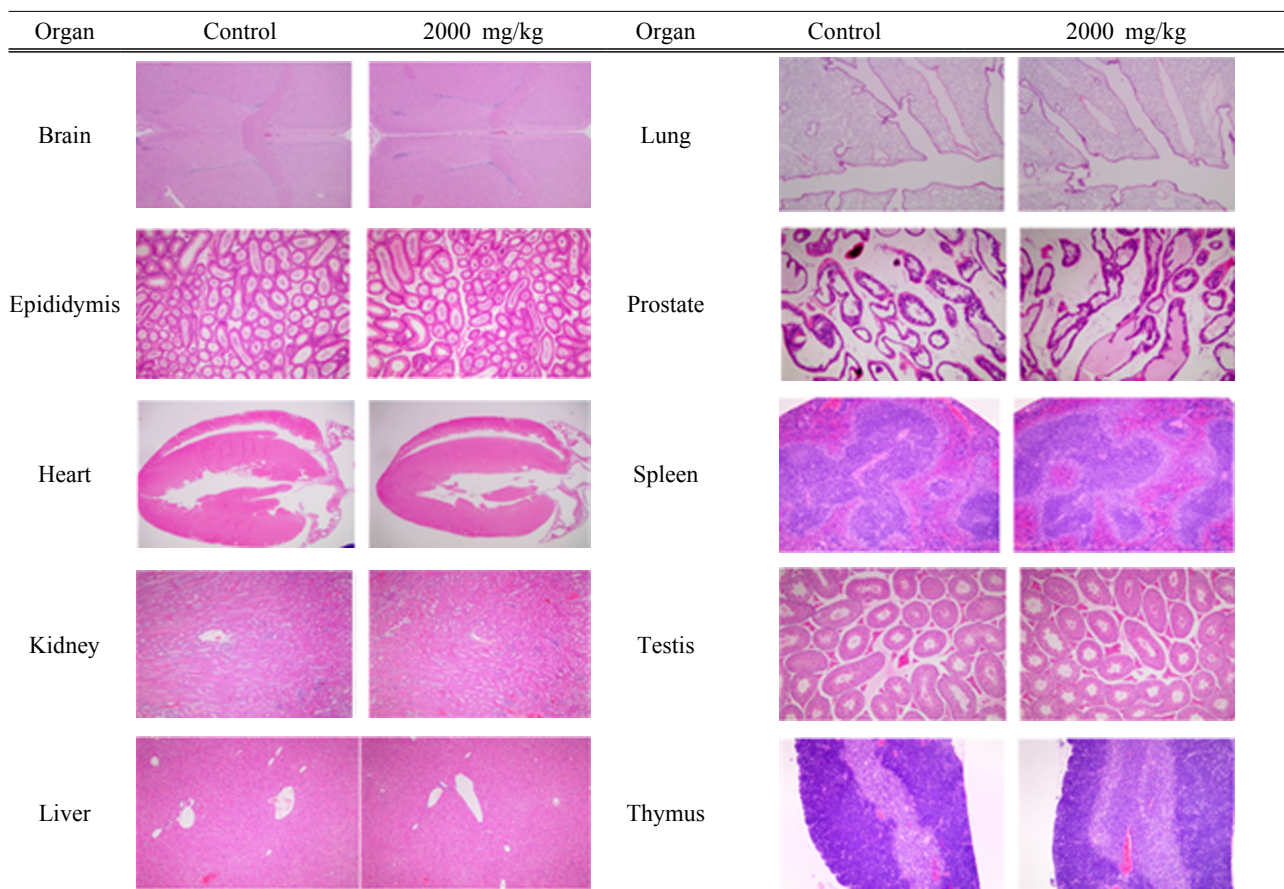 Organ Control 2000 mg/kg Organ Control 2000 mg/kg
Brain Lung
Epididymis Prostate
Heart Spleen
Kidney Testis
Liver Thymus